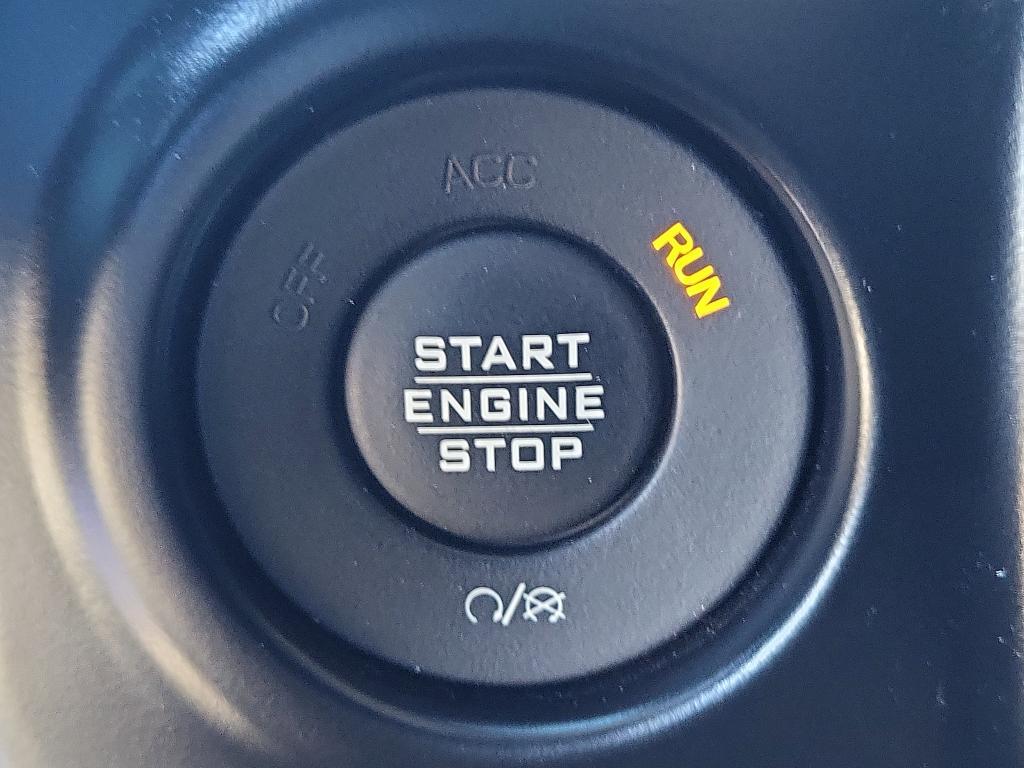 ACC
OFF
RUN
START
ENGINE
STOP